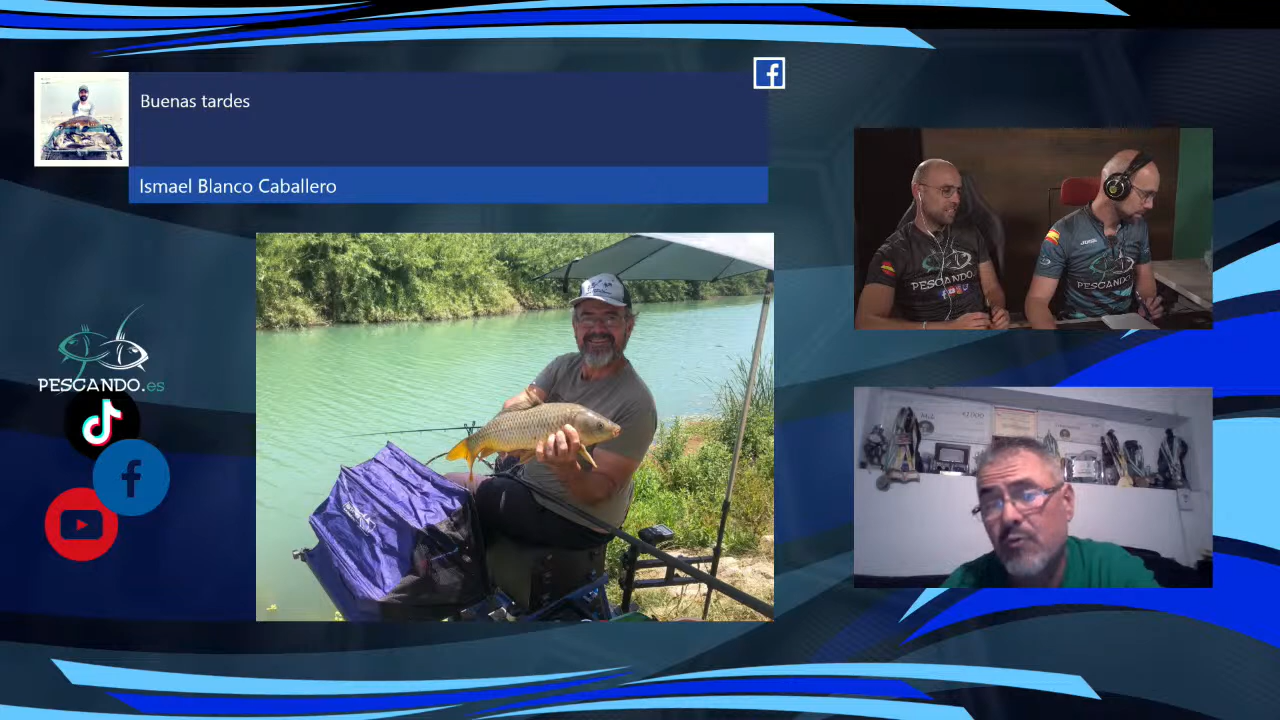 Buenas tardes
Ismael Blanco Caballero
PESCANDO.es
PESCANDO.
PESCANDO